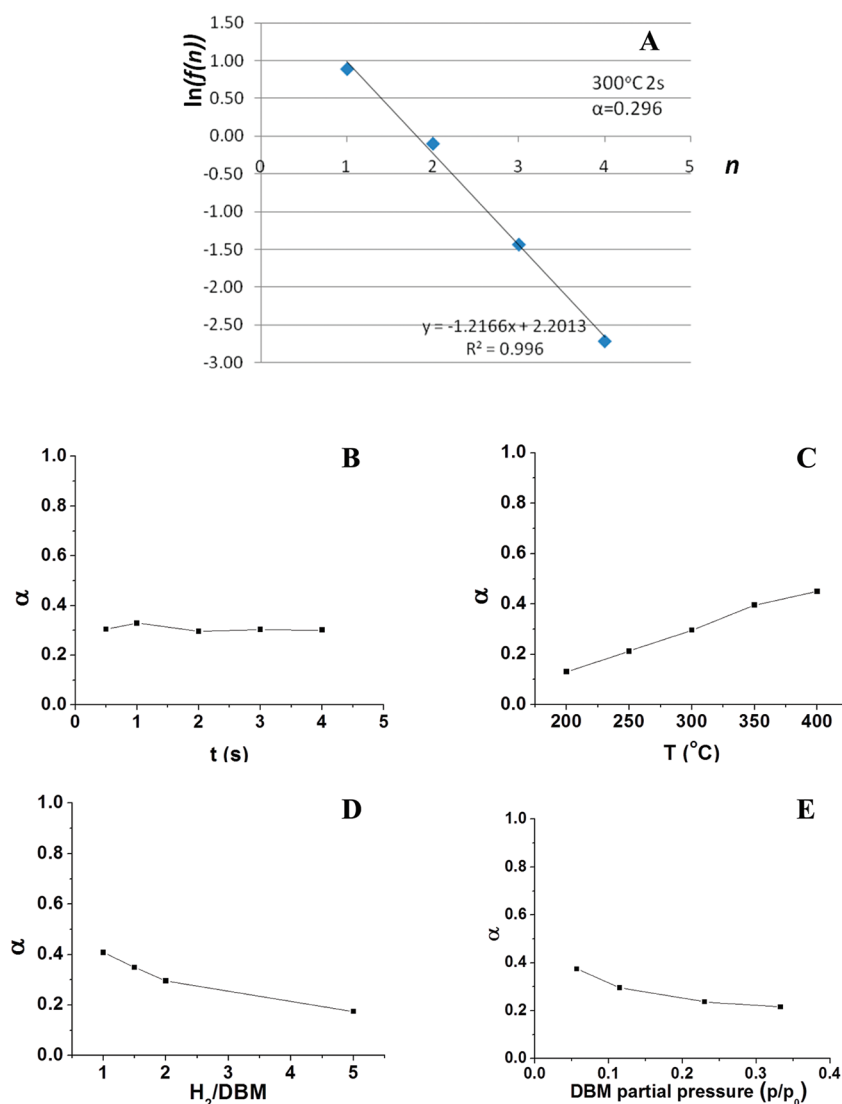 A
ln(f(n))
1.50
1.00
0.50
0.00
-0.50
-1.00
-1.50
-2.00
-2.50
-3.00
300°C 2s
α=0.296
0 1 2 3 4 5 n
y = -1.2166x + 2.2013
R² = 0.996
B
α
1.0
0.8
0.6
0.4
0.2
0.0
0 1 2 3 4 5
t (s)
C
α
1.0
0.8
0.6
0.4
0.2
0.0
200 250 300 350 400
T (°C)
D
α
1.0
0.8
0.6
0.4
0.2
0.0
1 2 3 4 5
H₂/DBM
E
α
1.0
0.8
0.6
0.4
0.2
0.0
0.0 0.1 0.2 0.3 0.4
DBM partial pressure (p/p₀)